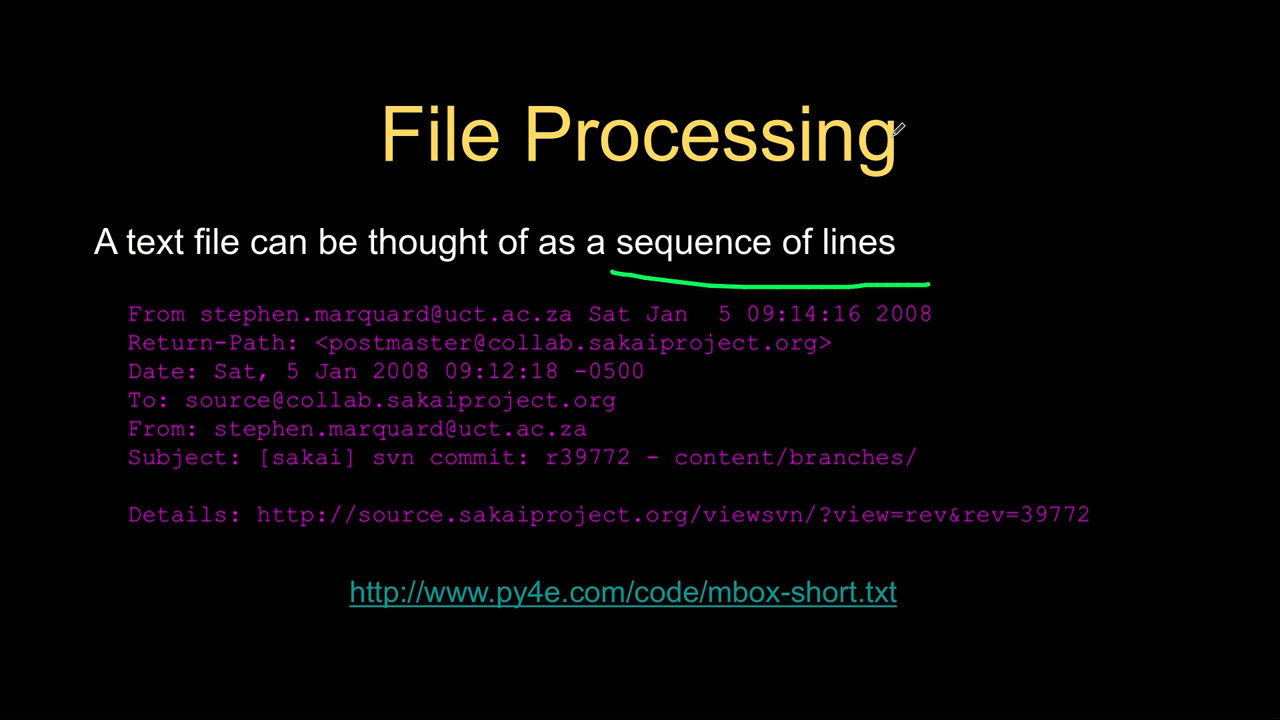 File Processing
A text file can be thought of as a sequence of lines
From stephen.marquard@uct.ac.za Sat Jan  5 09:14:16 2008
Return-Path: <postmaster@collab.sakaiproject.org>
Date: Sat, 5 Jan 2008 09:12:18 -0500
To: source@collab.sakaiproject.org
From: stephen.marquard@uct.ac.za
Subject: [sakai] svn commit: r39772 - content/branches/
Details: http://source.sakaiproject.org/viewsvn/?view=rev&rev=39772
http://www.py4e.com/code/mbox-short.txt